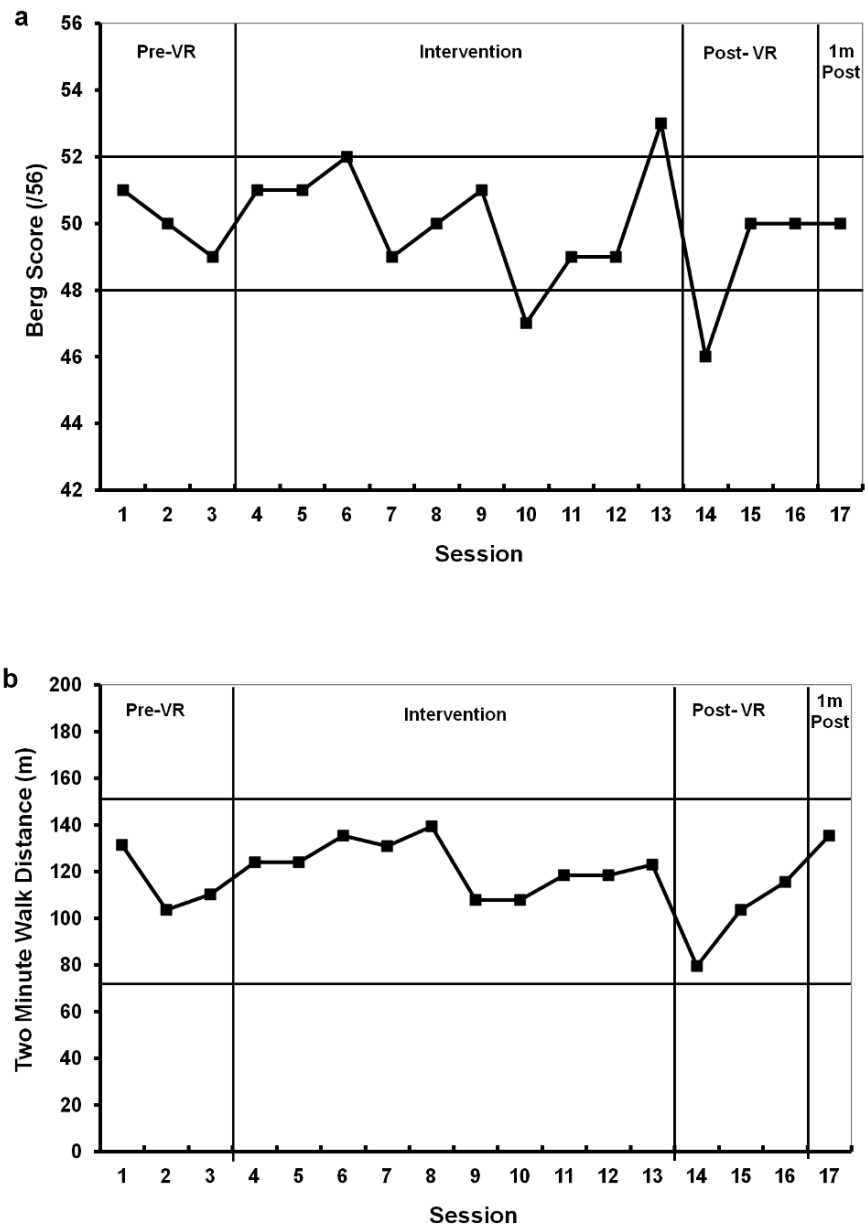 a
Berg Score (/56)
56
54
52
50
48
46
44
42
Pre-VR
Intervention
Post- VR
1m
Post
1 2 3 4 5 6 7 8 9 10 11 12 13 14 15 16 17
Session
b
Two Minute Walk Distance (m)
200
180
160
140
120
100
80
60
40
20
0
Pre-VR
Intervention
Post- VR
1m
Post
1 2 3 4 5 6 7 8 9 10 11 12 13 14 15 16 17
Session